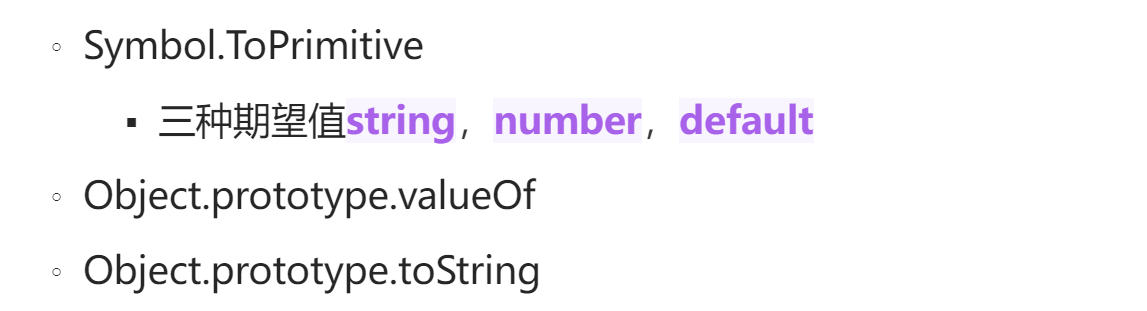 Symbol.ToPrimitive
三种期望值string，number，default
Object.prototype.valueOf
Object.prototype.toString